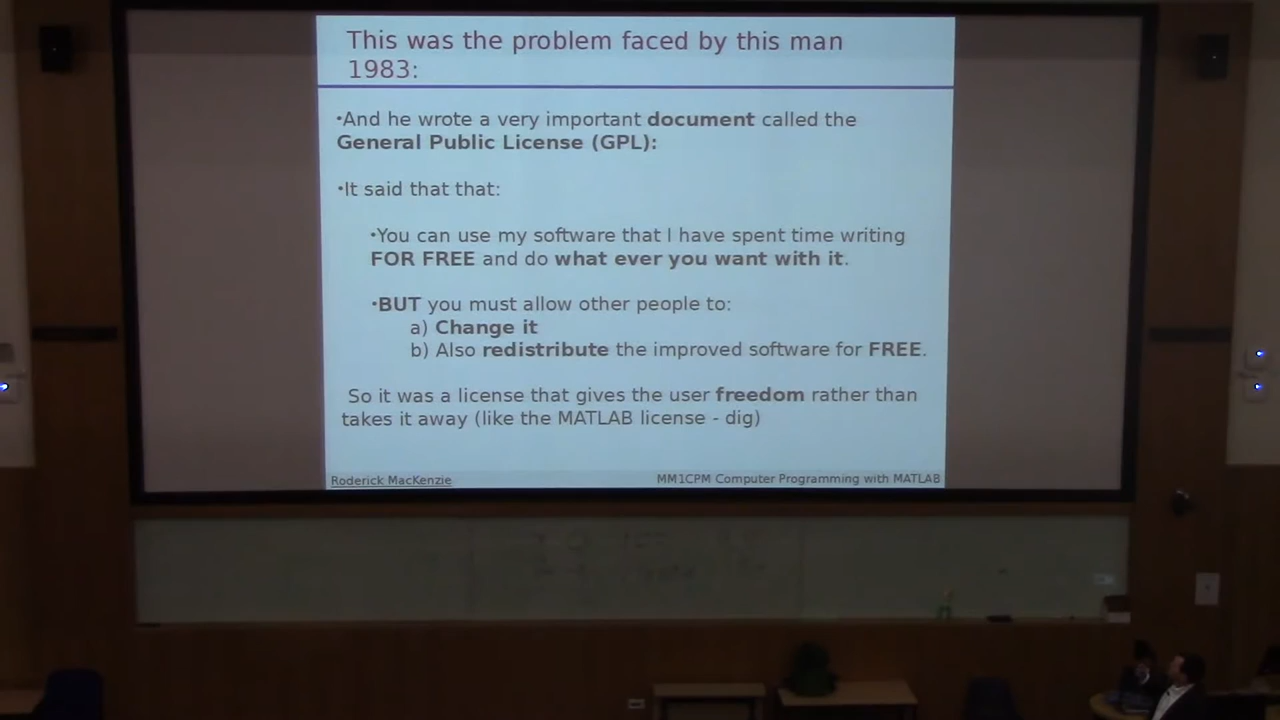 This was the problem faced by this man
1983:
•And he wrote a very important document called the
General Public License (GPL):
•It said that that:
•You can use my software that I have spent time writing
FOR FREE and do what ever you want with it.
•BUT you must allow other people to:
a) Change it
b) Also redistribute the improved software for FREE.
So it was a license that gives the user freedom rather than
takes it away (like the MATLAB license - dig)
Roderick MacKenzie
MM1CPM Computer Programming with MATLAB